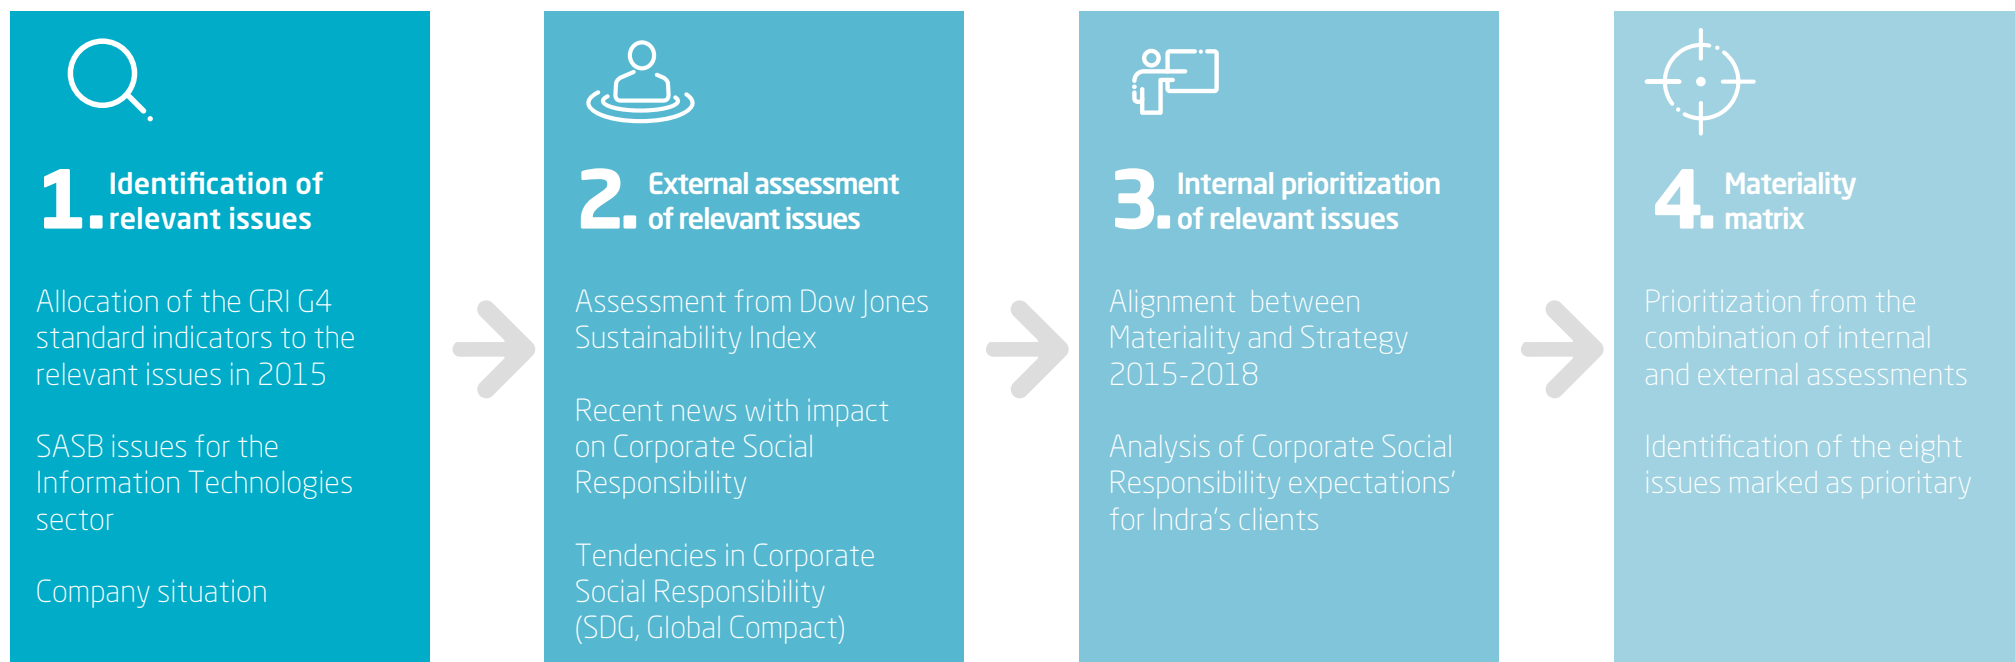 1. Identification of
relevant issues
Allocation of the GRI G4
standard indicators to the
relevant issues in 2015
SASB issues for the
Information Technologies
sector
Company situation
2. External assessment
of relevant issues
Assessment from Dow Jones
Sustainability Index
Recent news with impact
on Corporate Social
Responsibility
Tendencies in Corporate
Social Responsibility
(SDG, Global Compact)
3. Internal prioritization
of relevant issues
Alignment between
Materiality and Strategy
2015-2018
Analysis of Corporate Social
Responsibility expectations'
for Indra's clients
4. Materiality
matrix
Prioritization from the
combination of internal
and external assessments
Identification of the eight
issues marked as prioritary